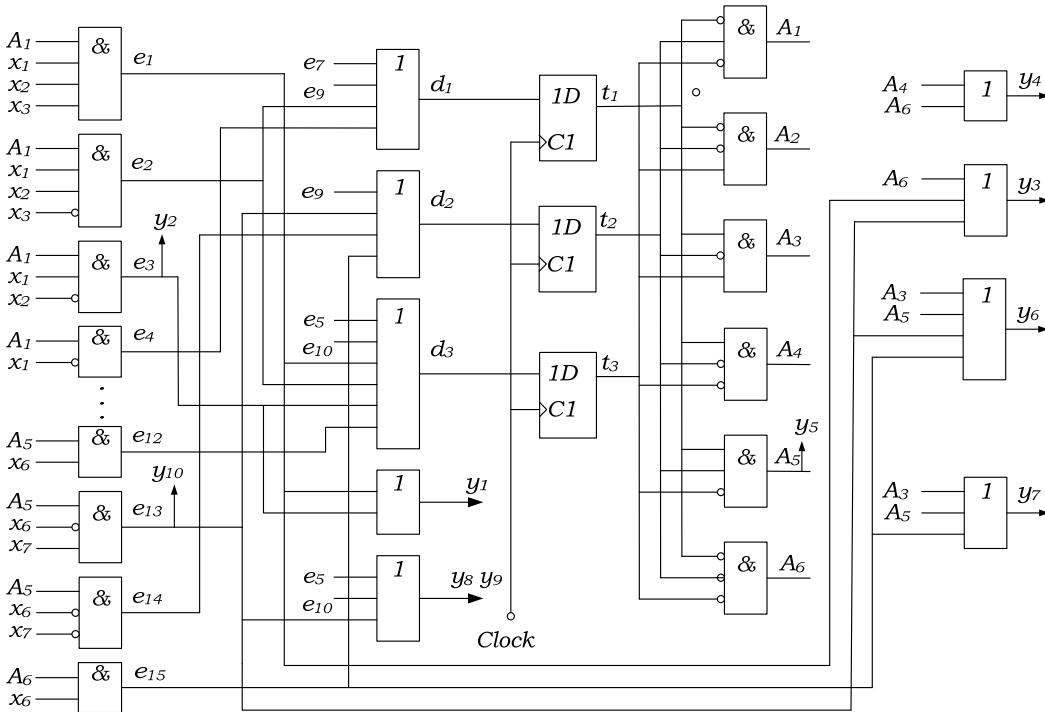 A1
x1
x2
x3
&
e1
A1
x1
x2
x3
&
e2
A1
x1
x2
&
e3
y2
A1
x1
&
e4
A5
x6
&
e12
A5
x6
x7
&
e13
y10
A5
x6
x7
&
e14
A6
x6
&
e15
e7
e9
1
d1
e9
1
d2
e5
e10
1
d3
1
y1
e5
e10
1
y8 y9
1D
C1
t1
1D
C1
t2
1D
C1
t3
Clock
&
A1
&
A2
&
A3
&
A4
&
A5
y5
&
A6
A4
A6
1
y4
A6
1
y3
A3
A5
1
y6
A3
A5
1
y7